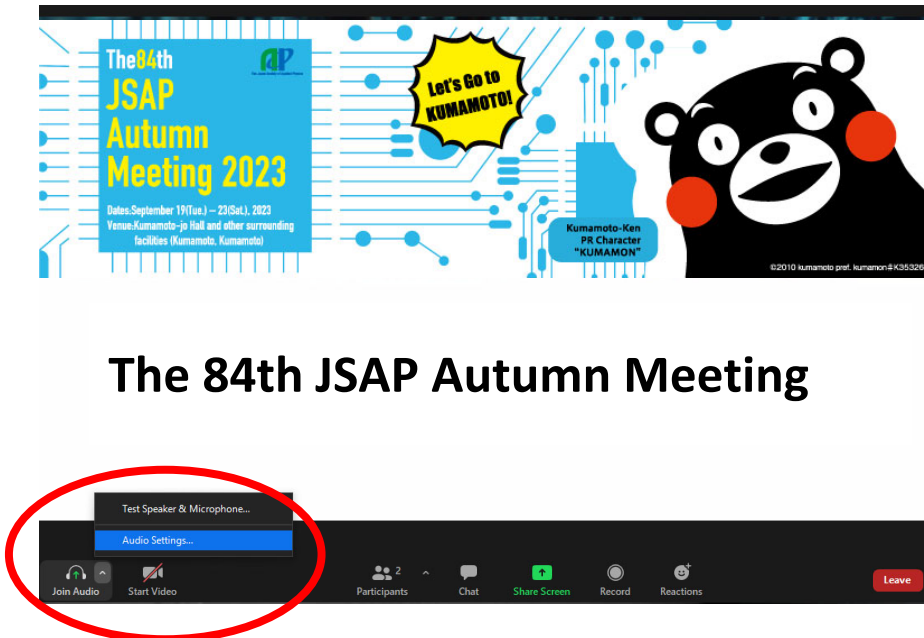 The84th
JSAP
Autumn
Meeting 2023
Dates:September 19(Tue.) – 23(Sat.), 2023
Venue:Kumamoto-jo Hall and other surrounding
facilities (Kumamoto, Kumamoto)
Let's Go to
KUMAMOTO!
Kumamoto-Ken
PR Character
"KUMAMON"
©2010 kumamoto pref. kumamon#K35326
The 84th JSAP Autumn Meeting
Test Speaker & Microphone...
Audio Settings...
Join Audio
Start Video
2
Participants
Chat
Share Screen
Record
Reactions
Leave